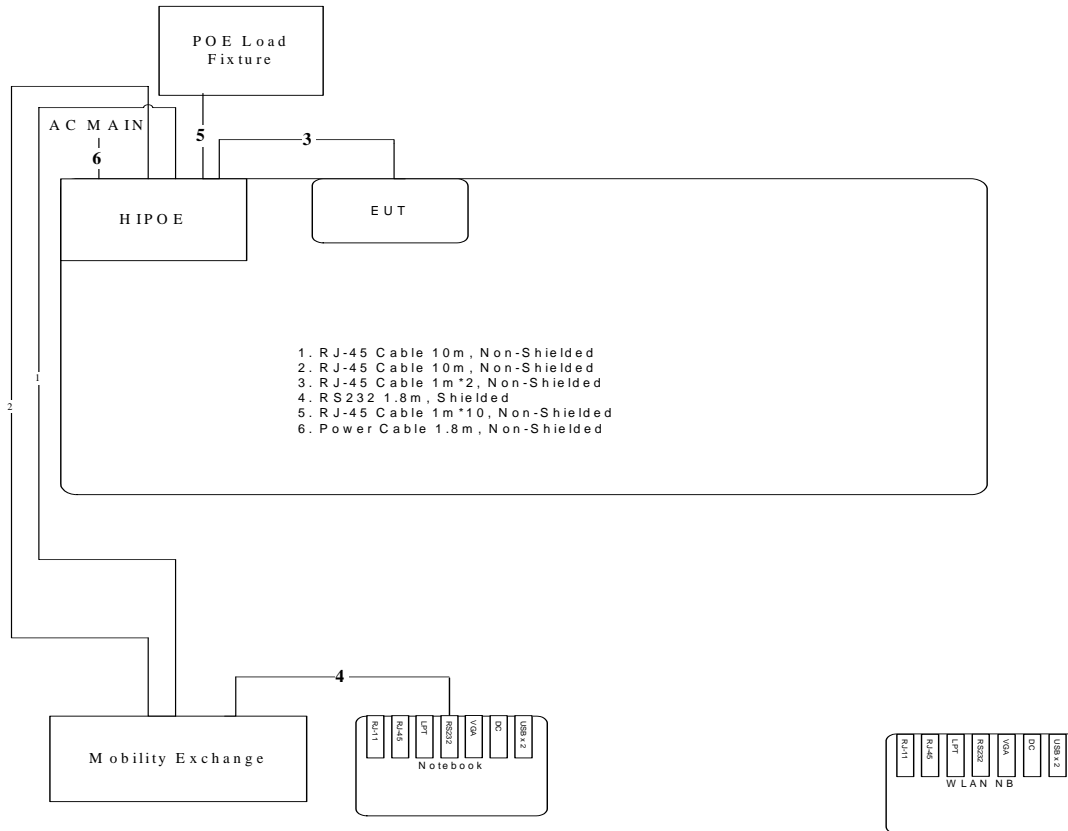 POE Load
Fixture
AC MAIN
5
3
6
HIPOE
EUT
1. RJ-45 Cable 10m, Non-Shielded
2. RJ-45 Cable 10m, Non-Shielded
3. RJ-45 Cable 1m*2, Non-Shielded
4. RS232 1.8m, Shielded
5. RJ-45 Cable 1m*10, Non-Shielded
6. Power Cable 1.8m, Non-Shielded
1
2
4
Mobility Exchange
RJ-11
RJ-45
LPT
RS232
VGA
DC
USB x 2
Notebook
RJ-11
RJ-45
LPT
RS232
VGA
DC
USB x 2
WLAN NB